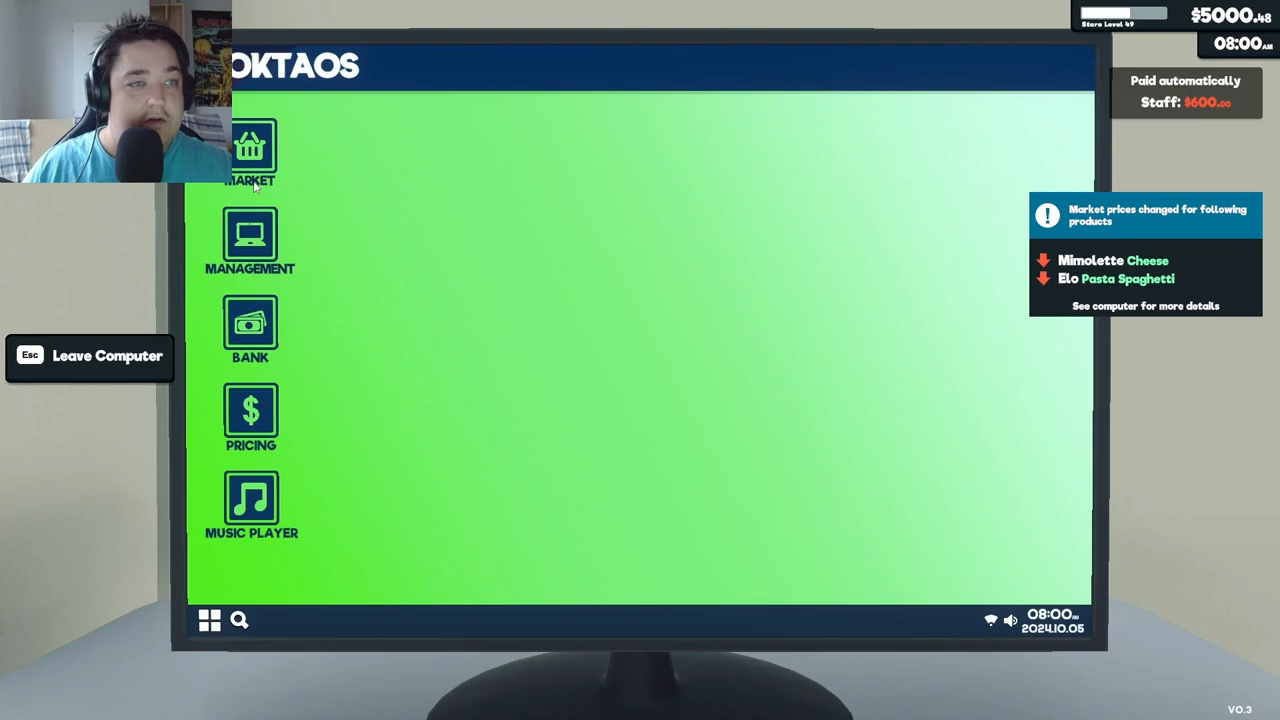 OKTAOS
MARKET
MANAGEMENT
BANK
PRICING
MUSIC PLAYER
Esc Leave Computer
Store Level 49
$5000.48
08:00AM
Paid automatically
Staff: $600.00
! Market prices changed for following
products
Mimolette Cheese
Elo Pasta Spaghetti
See computer for more details
08:00AM
2024.10.05
V0.3